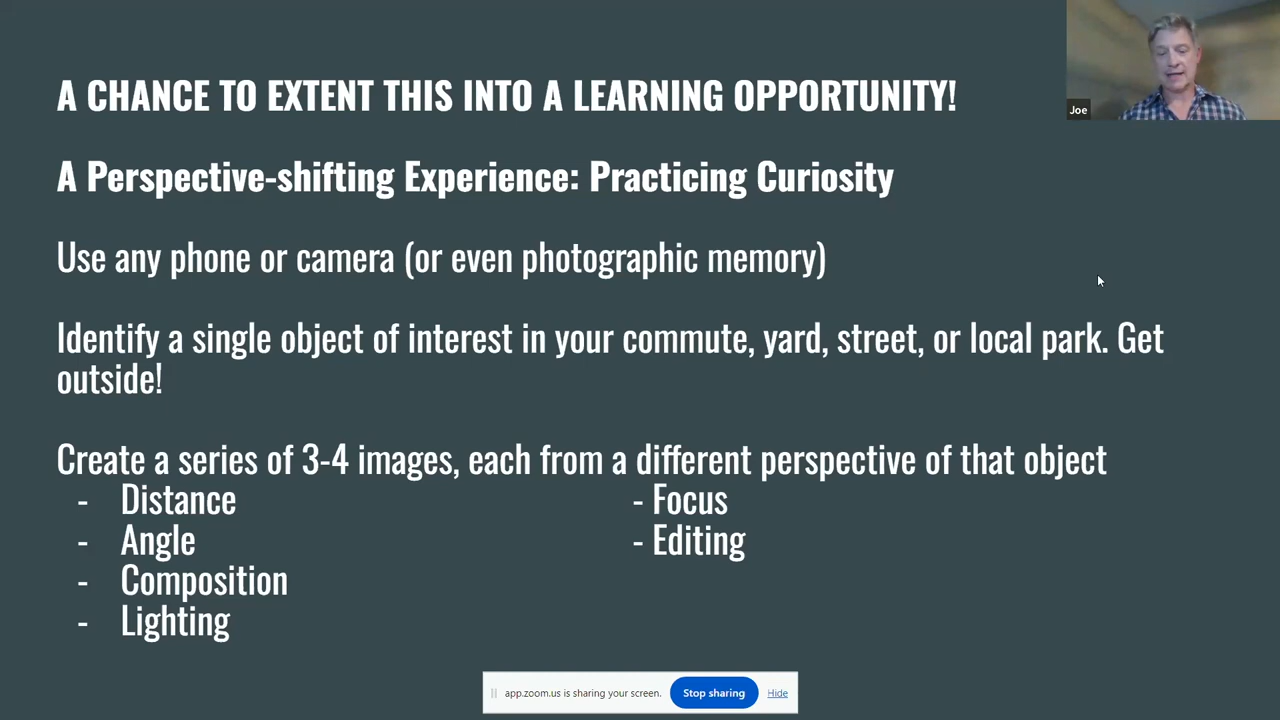 A CHANCE TO EXTENT THIS INTO A LEARNING OPPORTUNITY!
Joe
A Perspective-shifting Experience: Practicing Curiosity
Use any phone or camera (or even photographic memory)
Identify a single object of interest in your commute, yard, street, or local park. Get
outside!
Create a series of 3-4 images, each from a different perspective of that object
- Distance
- Angle
- Composition
- Lighting
- Focus
- Editing
app.zoom.us is sharing your screen. Stop sharing Hide